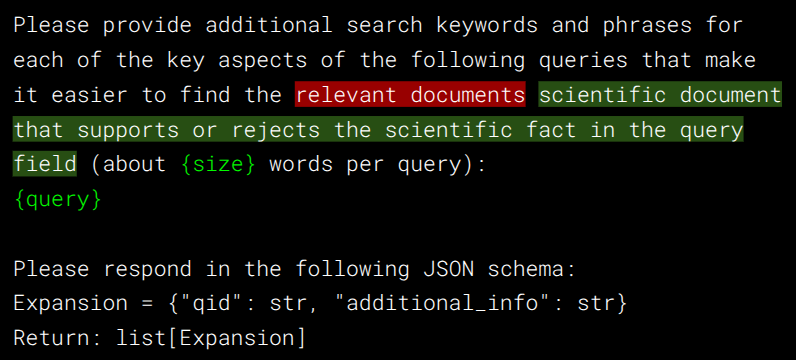 Please provide additional search keywords and phrases for
each of the key aspects of the following queries that make
it easier to find the relevant documents scientific document
that supports or rejects the scientific fact in the query
field (about {size} words per query):
{query}
Please respond in the following JSON schema:
Expansion = {"qid": str, "additional_info": str}
Return: list[Expansion]